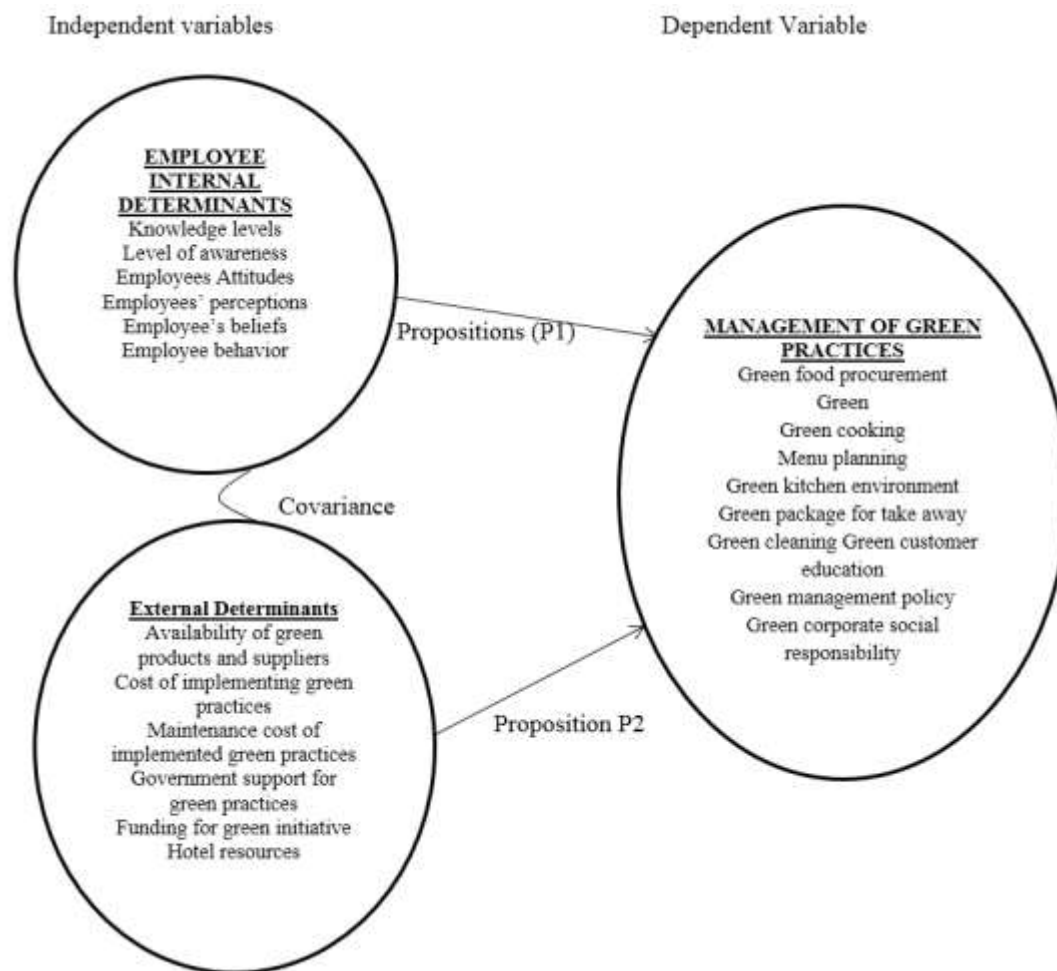 Independent variables
Dependent Variable
EMPLOYEE
INTERNAL
DETERMINANTS
Knowledge levels
Level of awareness
Employees Attitudes
Employees' perceptions
Employee's beliefs
Employee behavior
Propositions (P1)
MANAGEMENT OF GREEN
PRACTICES
Green food procurement
Green
Green cooking
Menu planning
Green kitchen environment
Green package for take away
Green cleaning Green customer
education
Green management policy
Green corporate social
responsibility
Covariance
External Determinants
Availability of green
products and suppliers
Cost of implementing green
practices
Maintenance cost of
implemented green practices
Government support for
green practices
Funding for green initiative
Hotel resources
Proposition P2